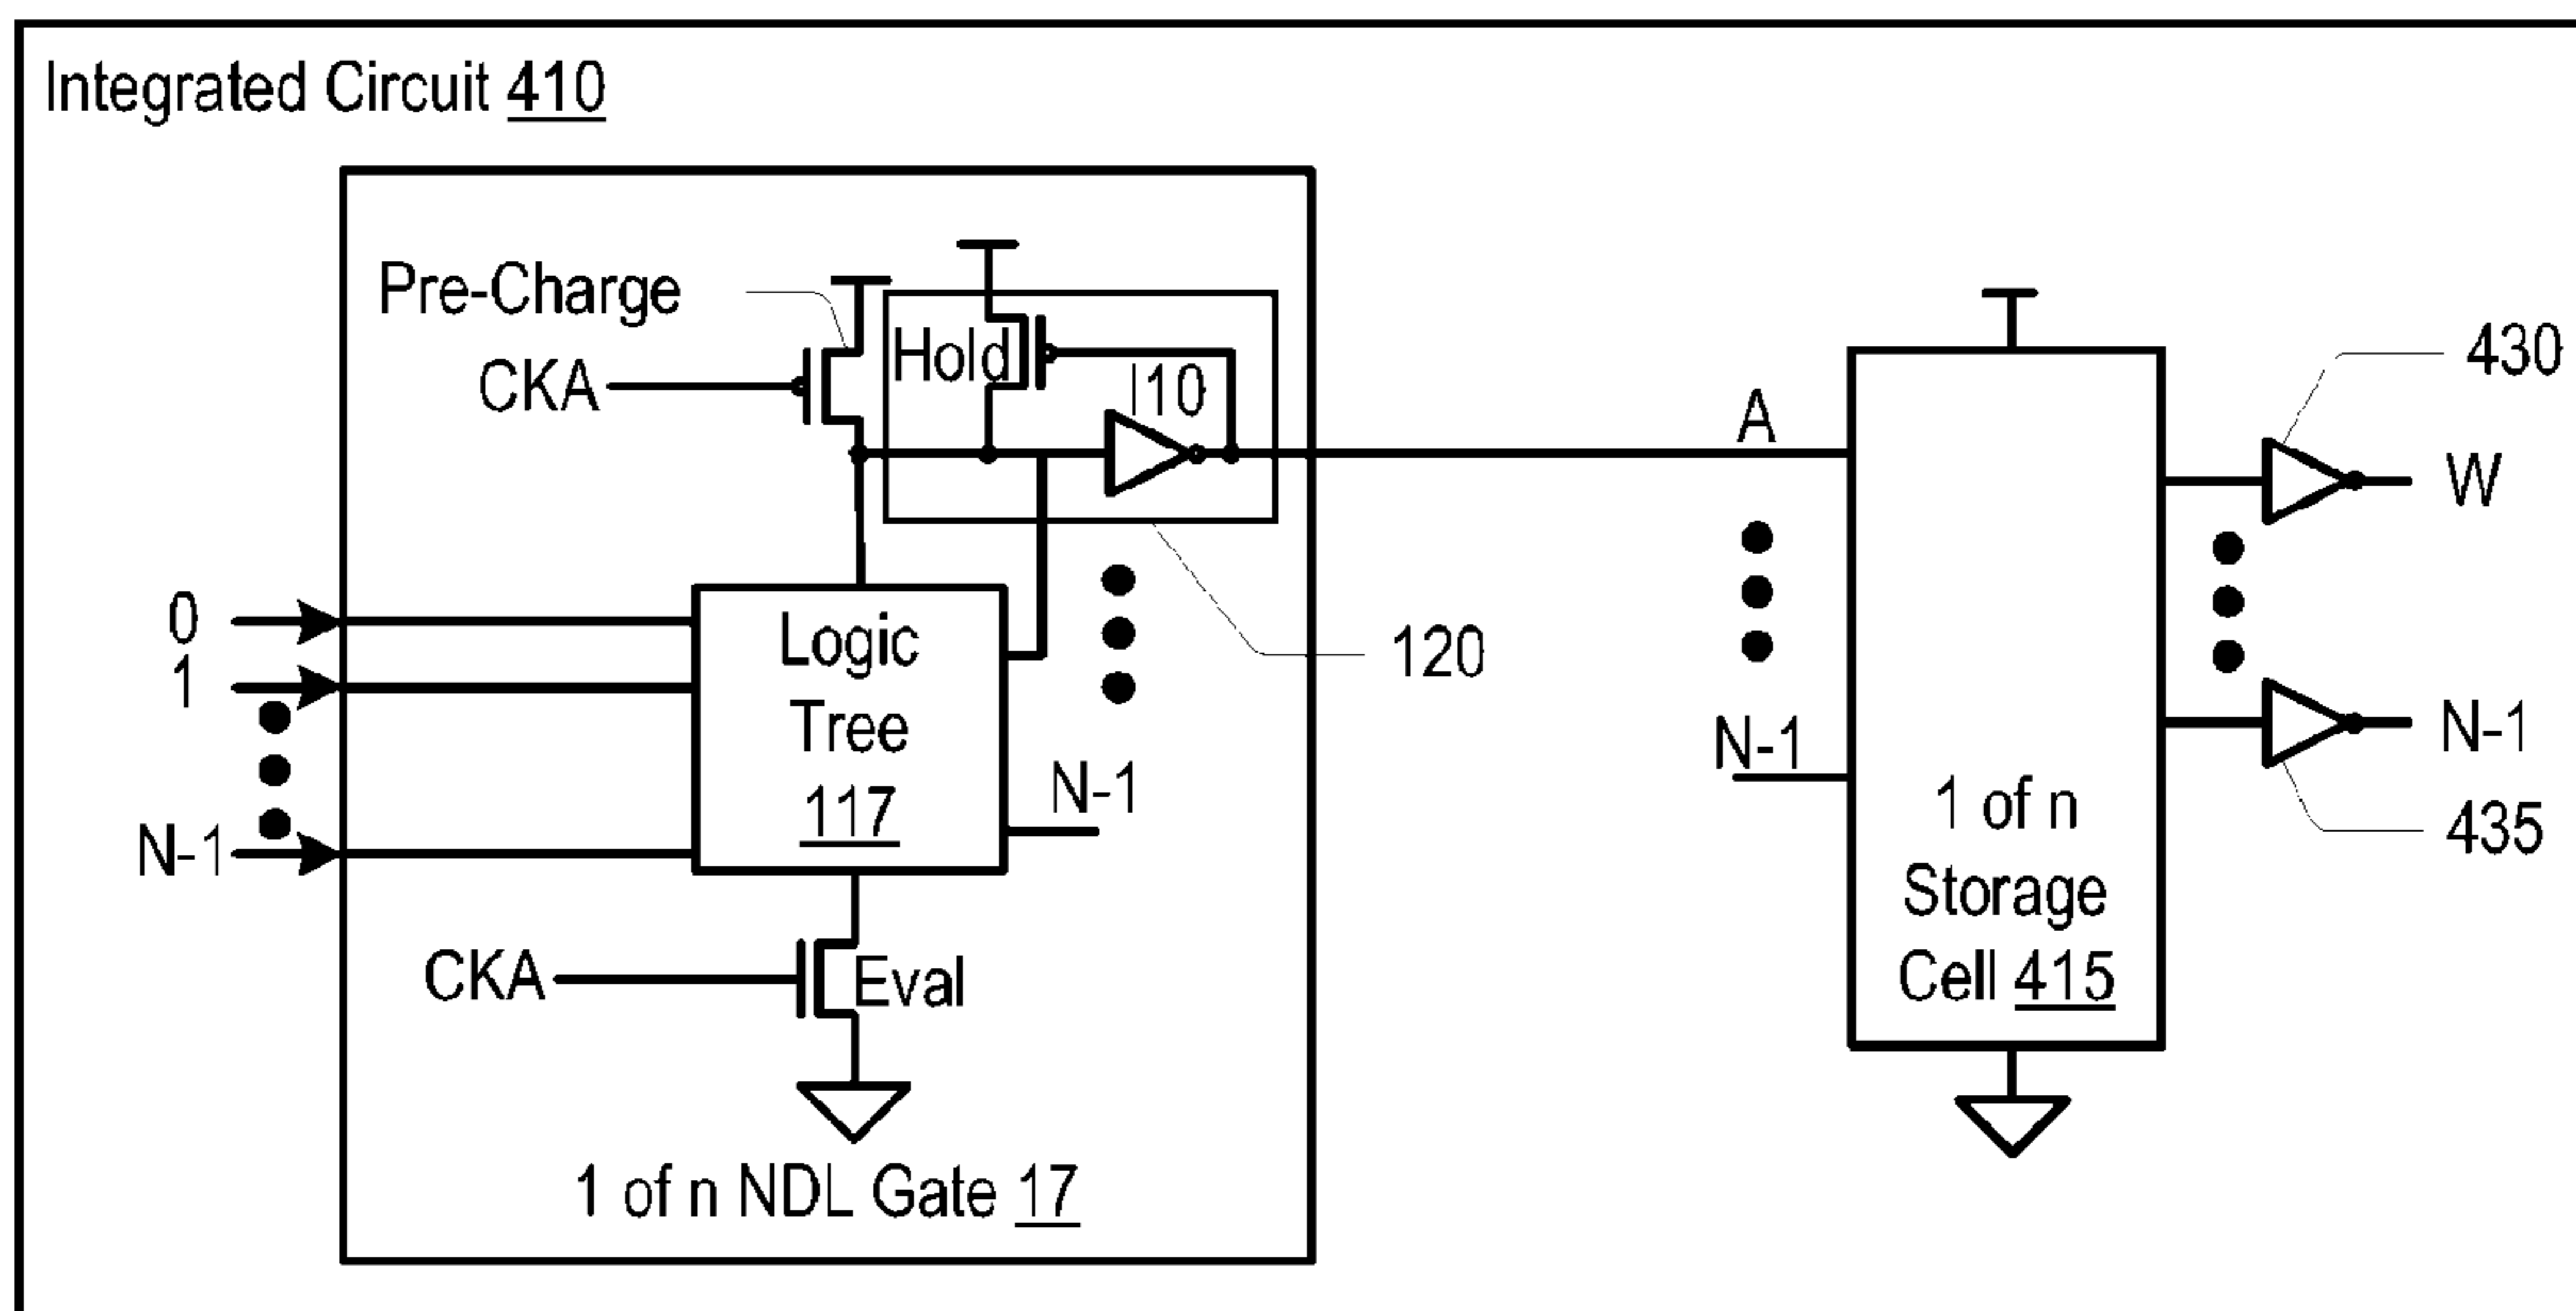 Integrated Circuit 410
Pre-Charge
Hold
CKA
I10
A
430
W
0
1
N-1
Logic
Tree
117
N-1
120
N-1
N-1
435
1 of n
Storage
Cell 415
CKA
Eval
1 of n NDL Gate 17